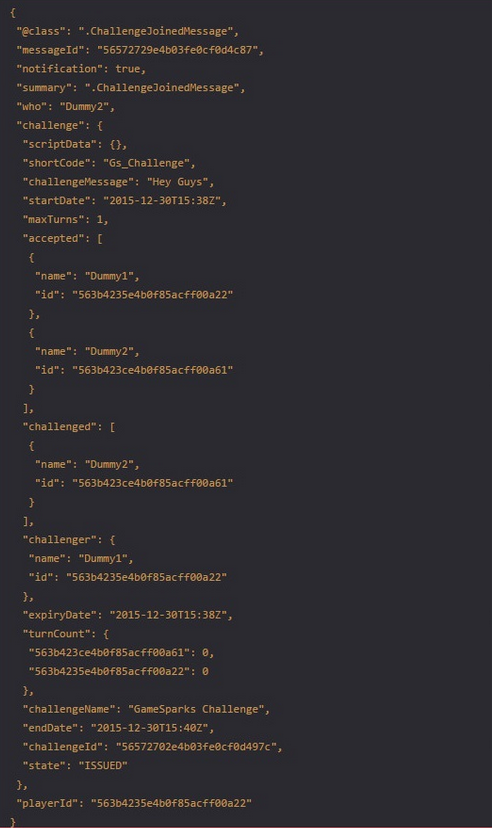 {
"@class": ".ChallengeJoinedMessage",
"messageId": "56572729e4b03fe0cf0d4c87",
"notification": true,
"summary": ".ChallengeJoinedMessage",
"who": "Dummy2",
"challenge": {
"scriptData": {},
"shortCode": "Gs_Challenge",
"challengeMessage": "Hey Guys",
"startDate": "2015-12-30T15:38Z",
"maxTurns": 1,
"accepted": [
{
"name": "Dummy1",
"id": "563b4235e4b0f85acff00a22"
},
{
"name": "Dummy2",
"id": "563b423ce4b0f85acff00a61"
}
],
"challenged": [
{
"name": "Dummy2",
"id": "563b423ce4b0f85acff00a61"
}
],
"challenger": {
"name": "Dummy1",
"id": "563b4235e4b0f85acff00a22"
},
"expiryDate": "2015-12-30T15:38Z",
"turnCount": {
"563b423ce4b0f85acff00a61": 0,
"563b4235e4b0f85acff00a22": 0
},
"challengeName": "GameSparks Challenge",
"endDate": "2015-12-30T15:40Z",
"challengeId": "56572702e4b03fe0cf0d497c",
"state": "ISSUED"
},
"playerId": "563b4235e4b0f85acff00a22"
}